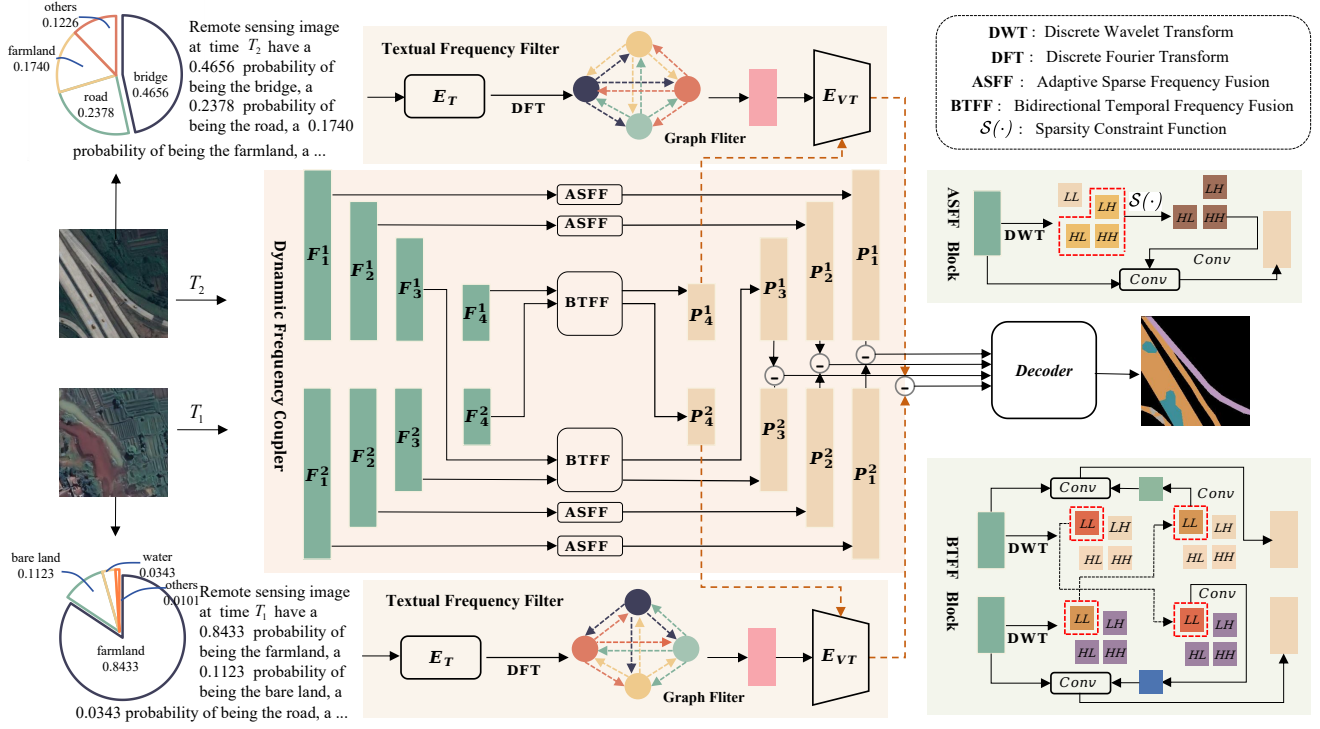 others
0.1226
farmland
0.1740
bridge
0.4656
road
0.2378
Remote sensing image
at time T₂ have a
0.4656 probability of
being the bridge, a
0.2378 probability of
being the road, a 0.1740
probability of being the farmland, a ...
T₂
T₁
bare land
0.1123
water
0.0343
others
0.0101
farmland
0.8433
Remote sensing image
at time T₁ have a
0.8433 probability of
being the farmland, a
0.1123 probability of
being the bare land, a
0.0343 probability of being the road, a ...
Textual Frequency Filter
E_T
DFT
Graph Fliter
E_VT
Dynanmic Frequency Coupler
F₁¹
F₂¹
F₃¹
F₄¹
ASFF
ASFF
BTFF
P₄¹
P₃¹
P₂¹
P₁¹
F₁²
F₂²
F₃²
F₄²
BTFF
ASFF
ASFF
P₄²
P₃²
P₂²
P₁²
-
-
-
-
Textual Frequency Filter
E_T
DFT
Graph Fliter
E_VT
DWT : Discrete Wavelet Transform
DFT : Discrete Fourier Transform
ASFF : Adaptive Sparse Frequency Fusion
BTFF : Bidirectional Temporal Frequency Fusion
S(·) : Sparsity Constraint Function
ASFF Block
DWT
LL
LH
HL
HH
S(·)
LH
HL
HH
Conv
Conv
Decoder
BTFF Block
Conv
Conv
DWT
LL
LH
HL
HH
LL
LH
HL
HH
DWT
LL
LH
HL
HH
Conv
LL
LH
HL
HH
Conv